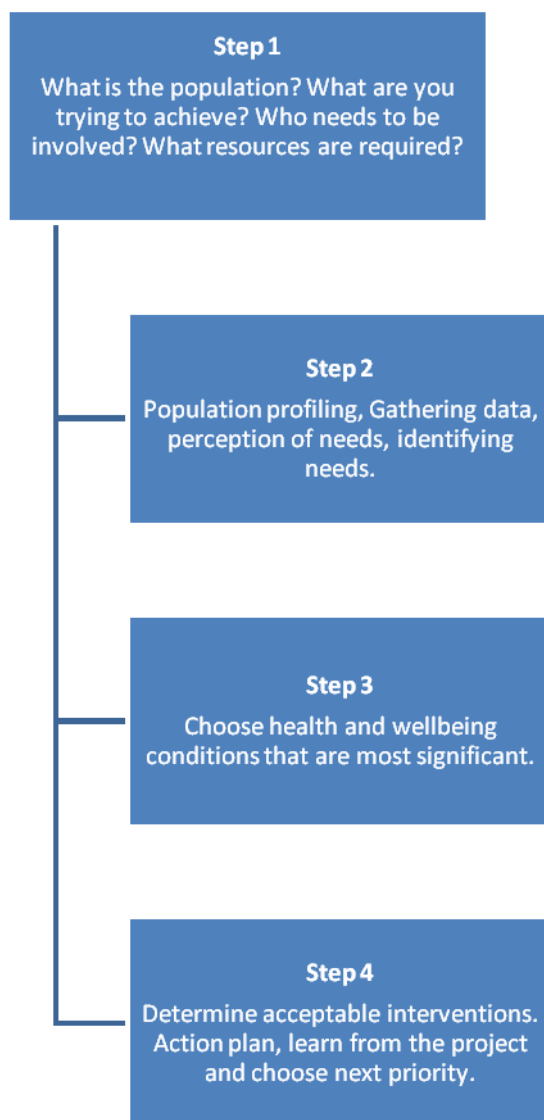 Step 1
What is the population? What are you
trying to achieve? Who needs to be
involved? What resources are required?
Step 2
Population profiling, Gathering data,
perception of needs, identifying
needs.
Step 3
Choose health and wellbeing
conditions that are most significant.
Step 4
Determine acceptable interventions.
Action plan, learn from the project
and choose next priority.